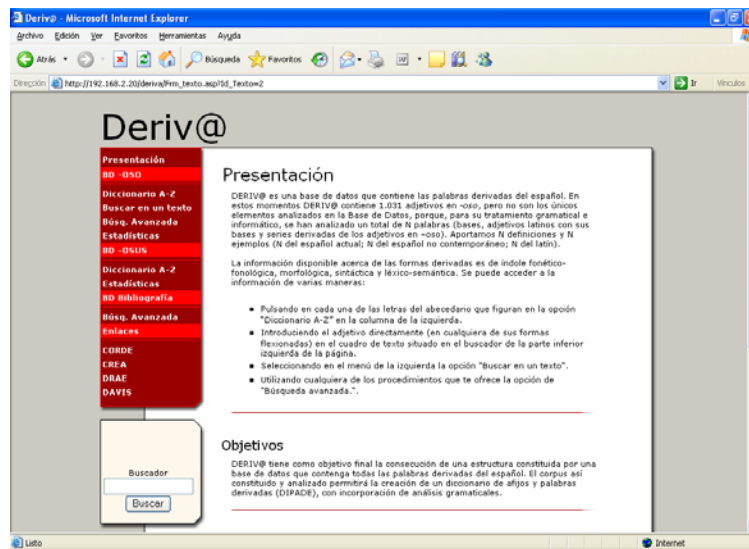 Deriv@ - Microsoft Internet Explorer
Archivo Edición Ver Favoritos Herramientas Ayuda
Atrás Búsqueda Favoritos
Dirección http://192.168.2.20/deriva/Frm_texto.asp?Id_Texto=2 Ir Vínculos
Deriv@
Presentación
BD -OSO
Diccionario A-Z
Buscar en un texto
Búsq. Avanzada
Estadísticas
BD -OSUS
Diccionario A-Z
Estadísticas
BD Bibliografía
Búsq. Avanzada
Enlaces
CORDE
CREA
DRAE
DAVIS
Buscador
Buscar
Presentación
DERIV@ es una base de datos que contiene las palabras derivadas del español. En
estos momentos DERIV@ contiene 1.031 adjetivos en -oso, pero no son los únicos
elementos analizados en la Base de Datos, porque, para su tratamiento gramatical e
informático, se han analizado un total de N palabras (bases, adjetivos latinos con sus
bases y series derivadas de los adjetivos en -oso). Aportamos N definiciones y N
ejemplos (N del español actual; N del español no contemporáneo; N del latín).
La información disponible acerca de las formas derivadas es de índole fonético-
fonológica, morfológica, sintáctica y léxico-semántica. Se puede acceder a la
información de varias maneras:
▪ Pulsando en cada una de las letras del abecedario que figuran en la opción
"Diccionario A-Z" en la columna de la izquierda.
▪ Introduciendo el adjetivo directamente (en cualquiera de sus formas
flexionadas) en el cuadro de texto situado en el buscador de la parte inferior
izquierda de la página.
▪ Seleccionando en el menú de la izquierda la opción "Buscar en un texto".
▪ Utilizando cualquiera de los procedimientos que te ofrece la opción de
"Búsqueda avanzada.".
Objetivos
DERIV@ tiene como objetivo final la consecución de una estructura constituida por una
base de datos que contenga todas las palabras derivadas del español. El corpus así
constituido y analizado permitirá la creación de un diccionario de afijos y palabras
derivadas (DIPADE), con incorporación de análisis gramaticales.
Listo Internet